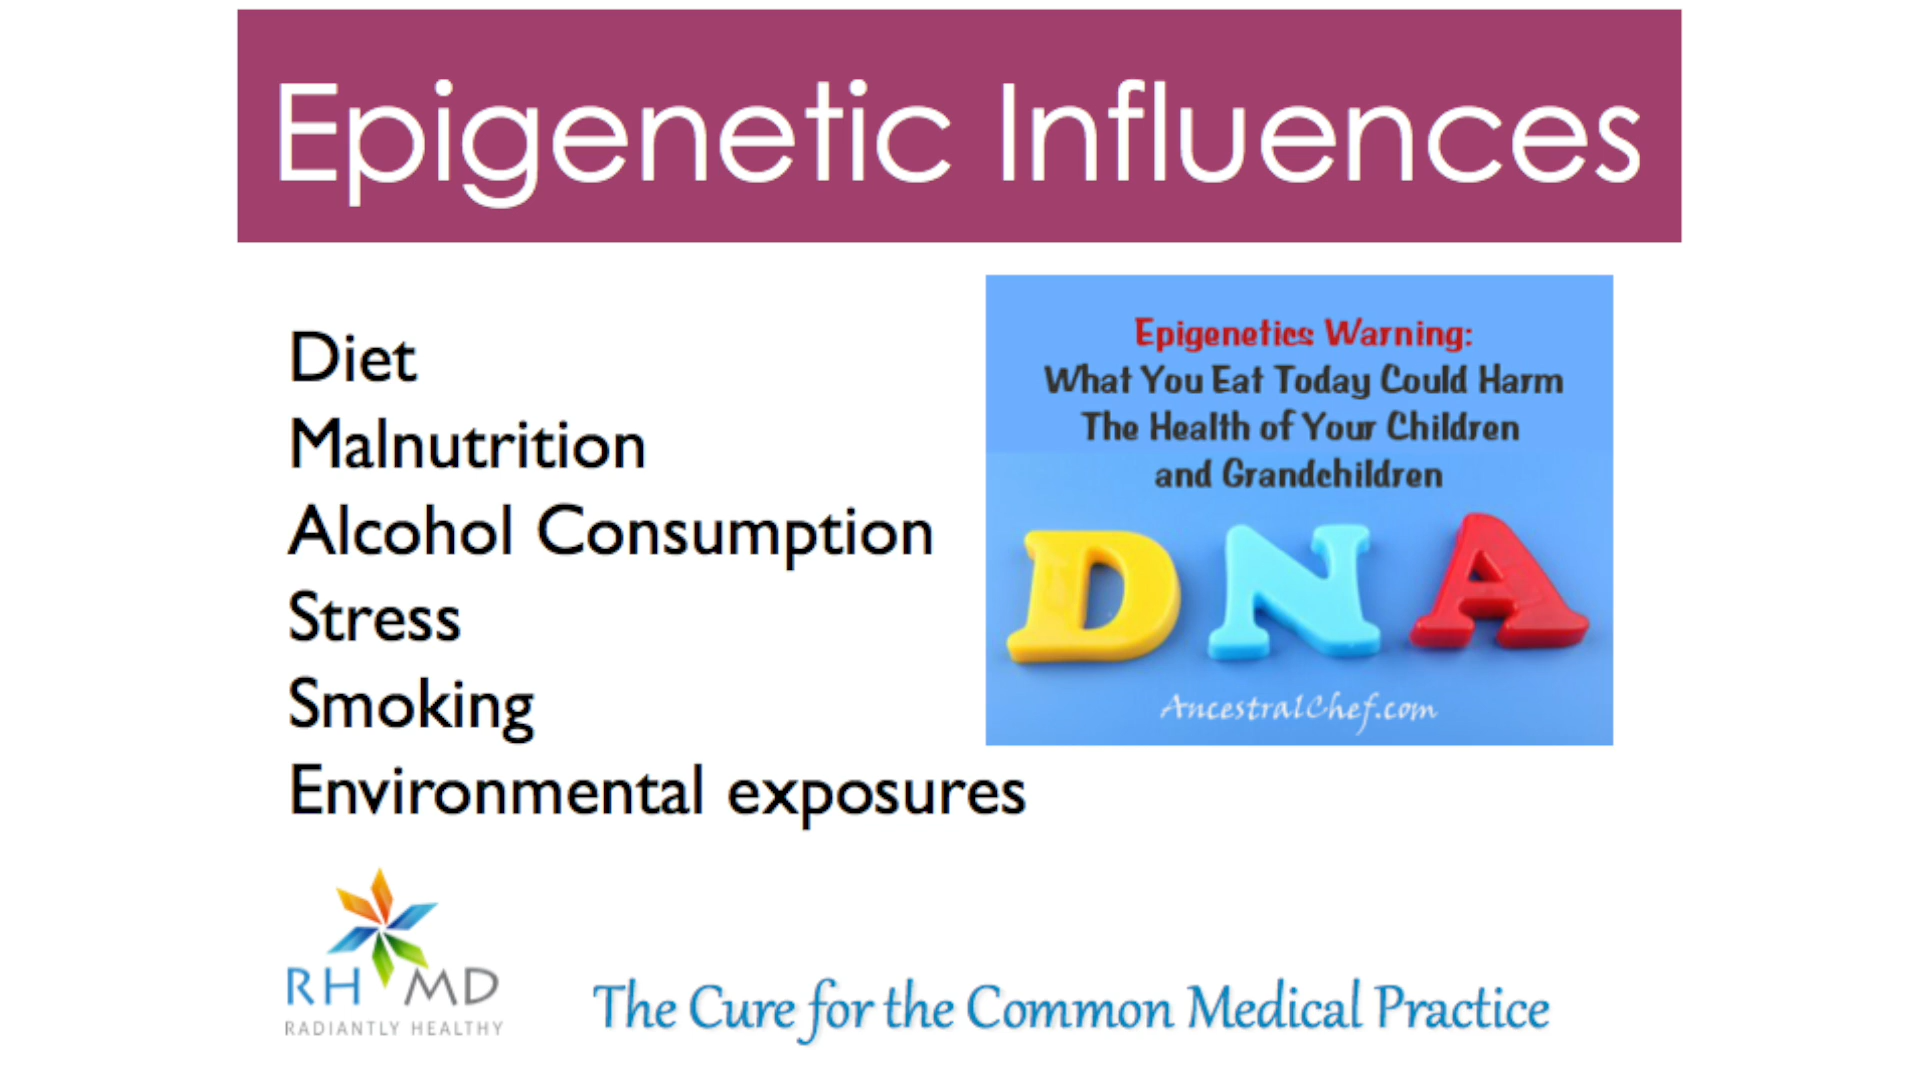 Epigenetic Influences
Diet
Malnutrition
Alcohol Consumption
Stress
Smoking
Environmental exposures
Epigenetics Warning:
What You Eat Today Could Harm
The Health of Your Children
and Grandchildren
DNA
AncestralChef.com
RH MD
RADIANTLY HEALTHY
The Cure for the Common Medical Practice